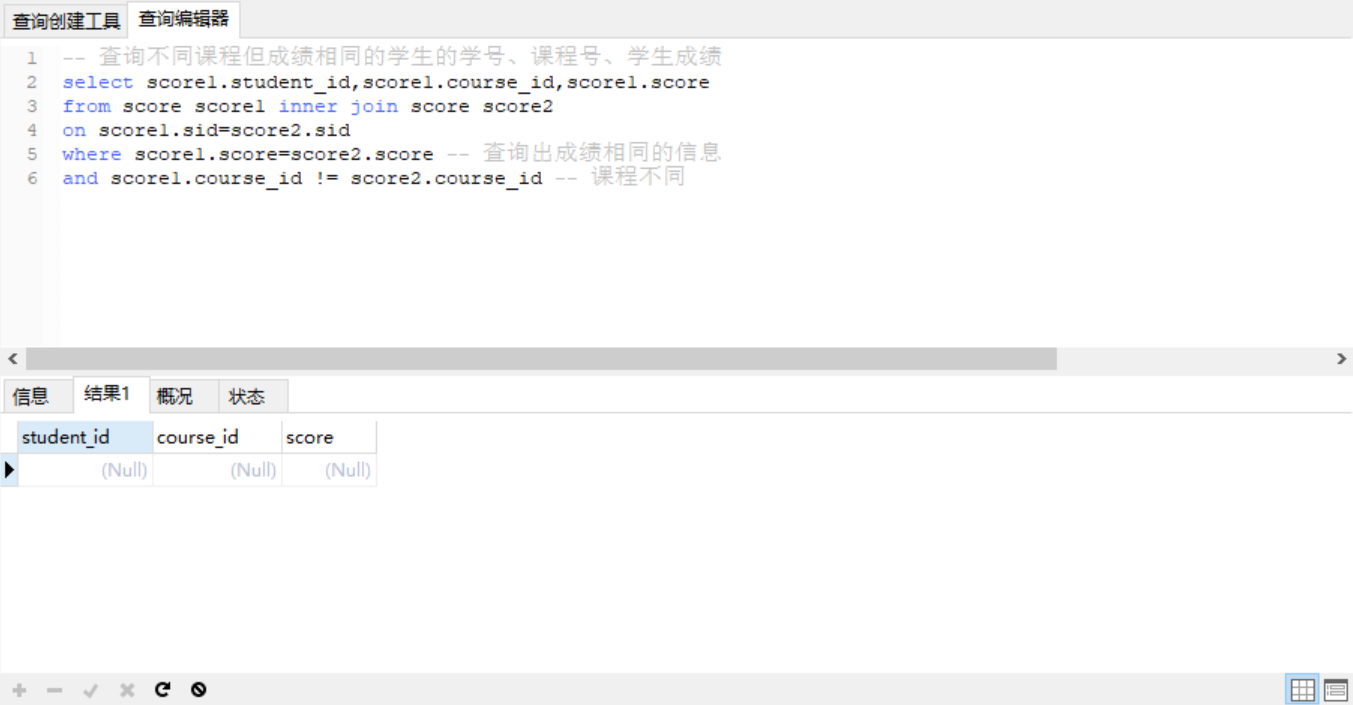 查询创建工具 查询编辑器
1 -- 查询不同课程但成绩相同的学生的学号、课程号、学生成绩
2 select score1.student_id,score1.course_id,score1.score
3 from score score1 inner join score score2
4 on score1.sid=score2.sid
5 where score1.score=score2.score -- 查询出成绩相同的信息
6 and score1.course_id != score2.course_id -- 课程不同
信息 结果1 概况 状态
student_id course_id score
(Null) (Null) (Null)